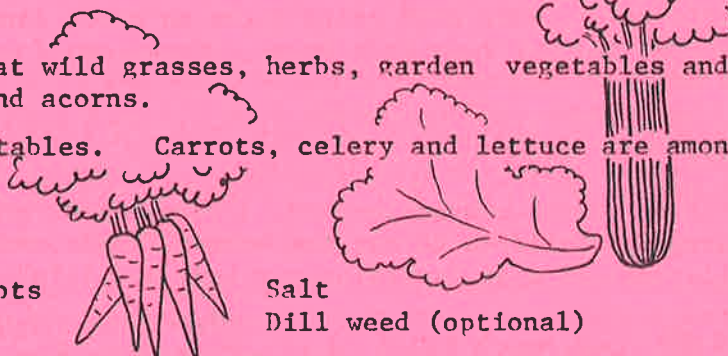 at wild grasses, herbs, garden vegetables and
nd acorns.
tables. Carrots, celery and lettuce are amon
ots Salt
Dill weed (optional)